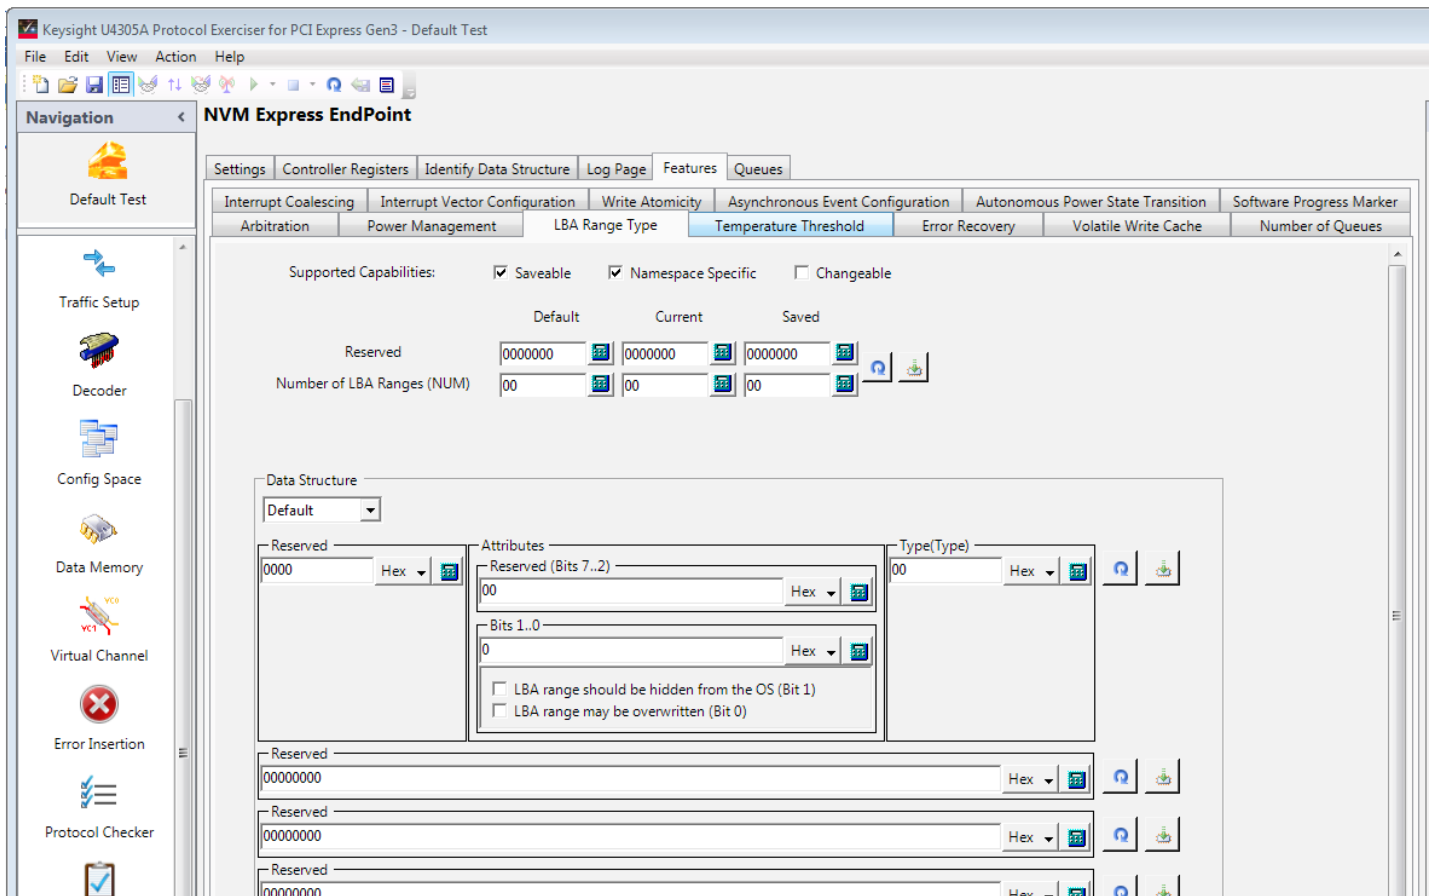 Keysight U4305A Protocol Exerciser for PCI Express Gen3 - Default Test
File Edit View Action Help
Navigation
NVM Express EndPoint
Default Test
Settings Controller Registers Identify Data Structure Log Page Features Queues
Interrupt Coalescing Interrupt Vector Configuration Write Atomicity Asynchronous Event Configuration Autonomous Power State Transition Software Progress Marker
Arbitration Power Management LBA Range Type Temperature Threshold Error Recovery Volatile Write Cache Number of Queues
Traffic Setup
Decoder
Config Space
Data Memory
VC0
VC1
Virtual Channel
Error Insertion
Protocol Checker
Supported Capabilities: Saveable Namespace Specific Changeable
Default Current Saved
Reserved 0000000 0000000 0000000
Number of LBA Ranges (NUM) 00 00 00
Data Structure
Default
Reserved
0000 Hex
Attributes
Reserved (Bits 7..2)
00 Hex
Bits 1..0
0 Hex
LBA range should be hidden from the OS (Bit 1)
LBA range may be overwritten (Bit 0)
Type(Type)
00 Hex
Reserved
00000000 Hex
Reserved
00000000 Hex
Reserved
00000000 Hex